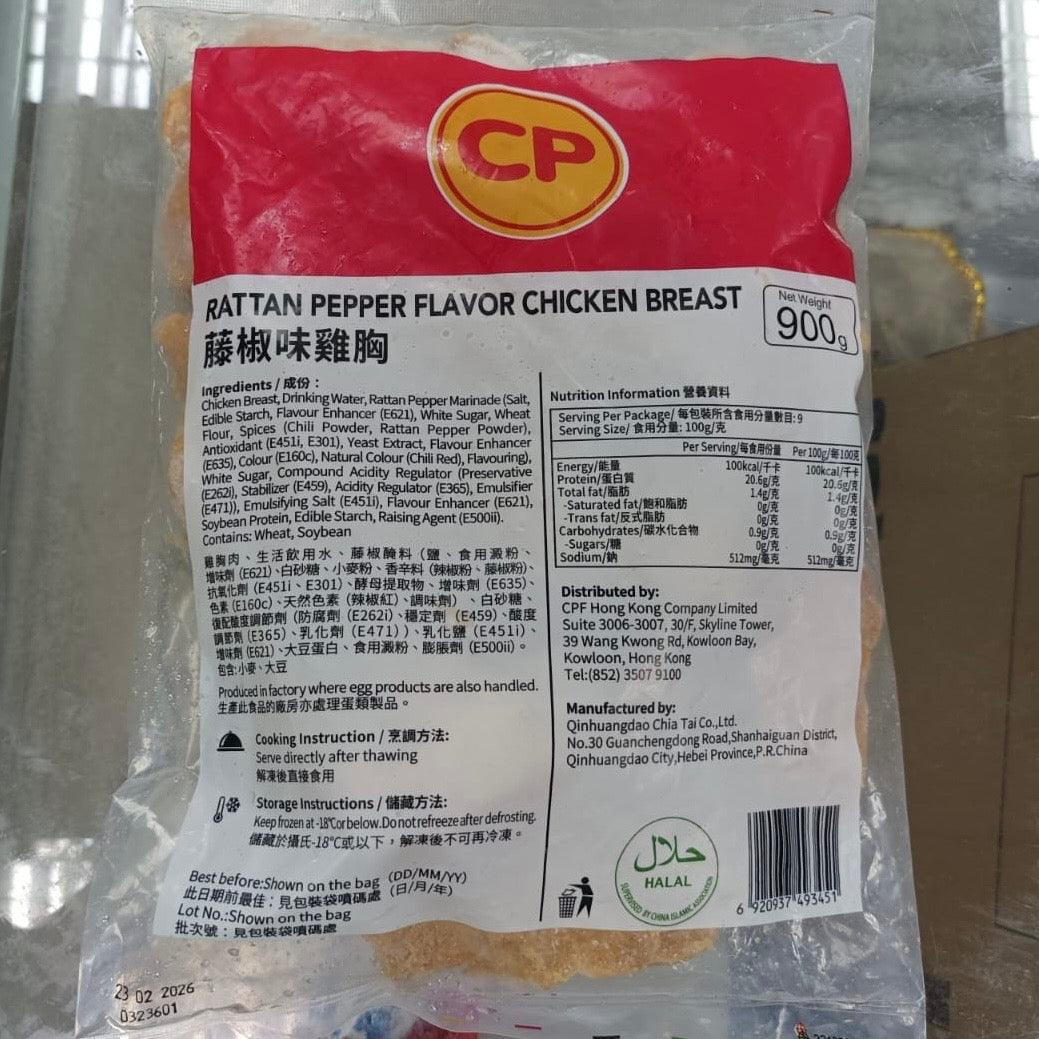 CP
RATTAN PEPPER FLAVOR CHICKEN BREAST
藤椒味雞胸
Net Weight
900g
Ingredients / 成份：
Chicken Breast, Drinking Water, Rattan Pepper Marinade (Salt,
Edible Starch, Flavour Enhancer (E621), White Sugar, Wheat
Flour, Spices (Chili Powder, Rattan Pepper Powder),
Antioxidant (E451i, E301), Yeast Extract, Flavour Enhancer
(E635), Colour (E160c), Natural Colour (Chili Red), Flavouring),
White Sugar, Compound Acidity Regulator (Preservative
(E262i), Stabilizer (E459), Acidity Regulator (E365), Emulsifier
(E471)), Emulsifying Salt (E451i), Flavour Enhancer (E621),
Soybean Protein, Edible Starch, Raising Agent (E500ii).
Contains: Wheat, Soybean
雞胸肉、生活飲用水、藤椒醃料（鹽、食用澱粉、
增味劑（E621)、白砂糖、小麥粉、香辛料（辣椒粉、藤椒粉)、
抗氧化劑（E451i、E301)、酵母提取物、增味劑（E635)、
色素（E160c)、天然色素（辣椒紅)、調味劑）、白砂糖、
復配酸度調節劑（防腐劑（E262i)、穩定劑（E459)、酸度
調節劑（E365)、乳化劑（E471)）、乳化鹽（E451i)、
增味劑（E621)、大豆蛋白、食用澱粉、膨脹劑（E500ii)。
包含:小麥、大豆
Produced in factory where egg products are also handled.
生產此食品的廠房亦處理蛋類製品。
Cooking Instruction / 烹調方法:
Serve directly after thawing
解凍後直接食用
Storage Instructions / 儲藏方法:
Keep frozen at -18℃or below.Do not refreeze after defrosting.
儲藏於攝氏-18℃或以下，解凍後不可再冷凍。
Best before:Shown on the bag (DD/MM/YY)
此日期前最佳：見包裝袋噴碼處 (日/月/年)
Lot No.:Shown on the bag
批次號：見包裝袋噴碼處
Nutrition Information 營養資料
Serving Per Package/ 每包裝所含食用分量數目: 9
Serving Size/ 食用分量: 100g/克
Per Serving/每食用份量 Per 100g/每100克
Energy/能量 100kcal/千卡 100kcal/千卡
Protein/蛋白質 20.6g/克 20.6g/克
Total fat/脂肪 1.4g/克 1.4g/克
-Saturated fat/飽和脂肪 0g/克 0g/克
-Trans fat/反式脂肪 0g/克 0g/克
Carbohydrates/碳水化合物 0.9g/克 0.9g/克
-Sugars/糖 0g/克 0g/克
Sodium/鈉 512mg/毫克 512mg/毫克
Distributed by:
CPF Hong Kong Company Limited
Suite 3006-3007, 30/F, Skyline Tower,
39 Wang Kwong Rd, Kowloon Bay,
Kowloon, Hong Kong
Tel:(852) 3507 9100
Manufactured by:
Qinhuangdao Chia Tai Co.,Ltd.
No.30 Guanchengdong Road,Shanhaiguan District,
Qinhuangdao City,Hebei Province,P.R.China
حلال
HALAL
SUPERVISED BY CHINA ISLAMIC ASSOCIATION
6 920937 493451
23 02 2026
0323601